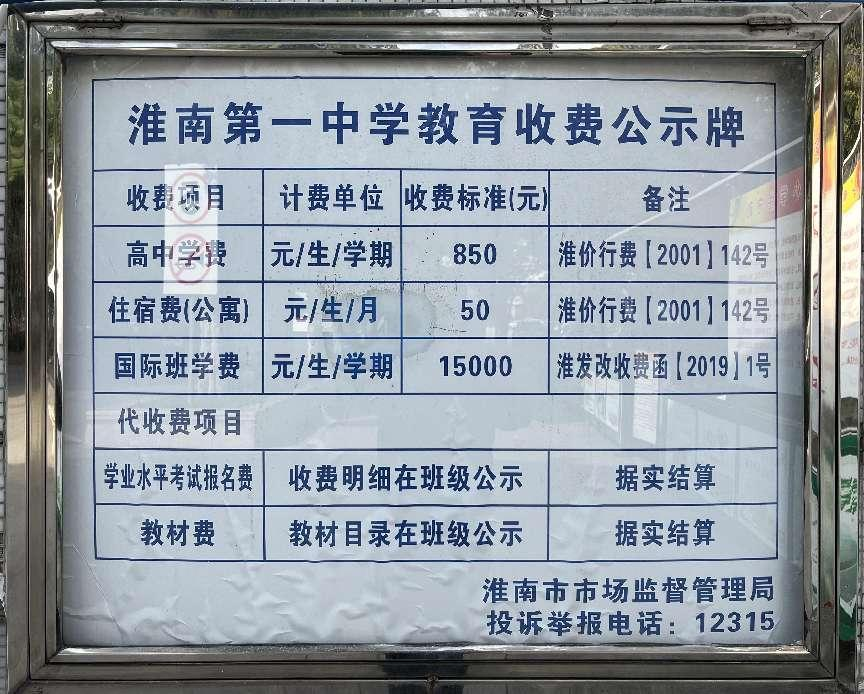 淮南第一中学教育收费公示牌
收费项目 计费单位 收费标准(元) 备注
高中学费 元/生/学期 850 淮价行费【2001】142号
住宿费(公寓) 元/生/月 50 淮价行费【2001】142号
国际班学费 元/生/学期 15000 淮发改收费函【2019】1号
代收费项目
学业水平考试报名费 收费明细在班级公示 据实结算
教材费 教材目录在班级公示 据实结算
淮南市市场监督管理局
投诉举报电话：12315